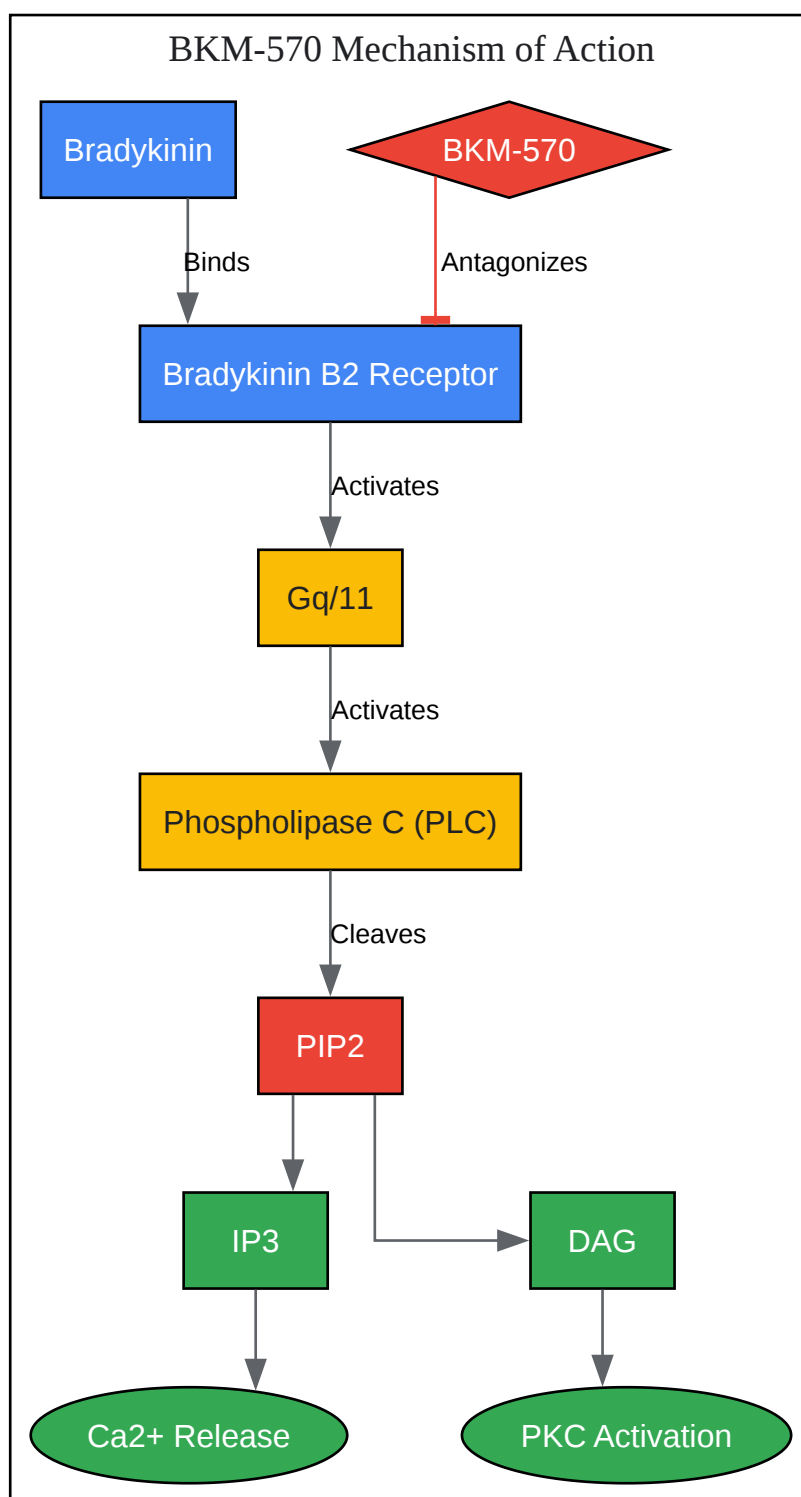 BKM-570 Mechanism of Action
Bradykinin
BKM-570
Binds
Antagonizes
Bradykinin B2 Receptor
Activates
Gq/11
Activates
Phospholipase C (PLC)
Cleaves
PIP2
IP3
DAG
Ca2+ Release
PKC Activation